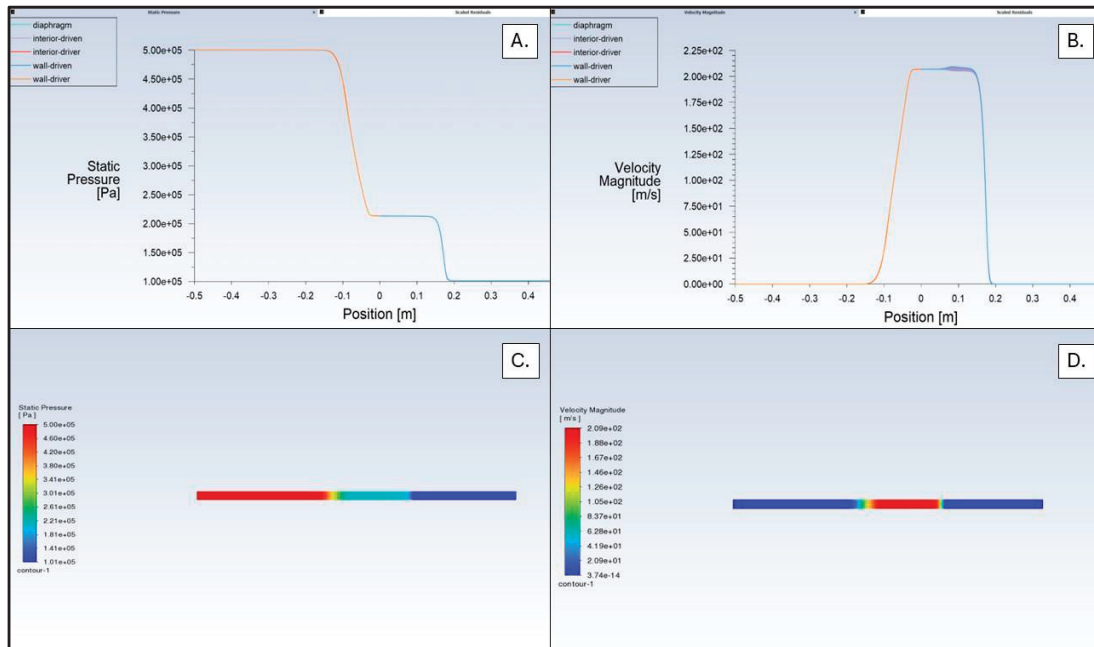 Static Pressure
Scaled Residuals
diaphragm
interior-driven
interior-driver
wall-driven
wall-driver
A.
5.00e+05
4.50e+05
4.00e+05
3.50e+05
3.00e+05
2.50e+05
2.00e+05
1.50e+05
1.00e+05
Static
Pressure
[Pa]
-0.5 -0.4 -0.3 -0.2 -0.1 0 0.1 0.2 0.3 0.4
Position [m]
Velocity Magnitude
Scaled Residuals
diaphragm
interior-driven
interior-driver
wall-driven
wall-driver
B.
2.25e+02
2.00e+02
1.75e+02
1.50e+02
1.25e+02
1.00e+02
7.50e+01
5.00e+01
2.50e+01
0.00e+00
Velocity
Magnitude
[m/s]
-0.5 -0.4 -0.3 -0.2 -0.1 0 0.1 0.2 0.3 0.4
Position [m]
C.
Static Pressure
[ Pa ]
5.00e+05
4.60e+05
4.20e+05
3.80e+05
3.41e+05
3.01e+05
2.61e+05
2.21e+05
1.81e+05
1.41e+05
1.01e+05
contour-1
D.
Velocity Magnitude
[ m/s ]
2.09e+02
1.88e+02
1.67e+02
1.46e+02
1.26e+02
1.05e+02
8.37e+01
6.28e+01
4.19e+01
2.09e+01
3.74e-14
contour-1